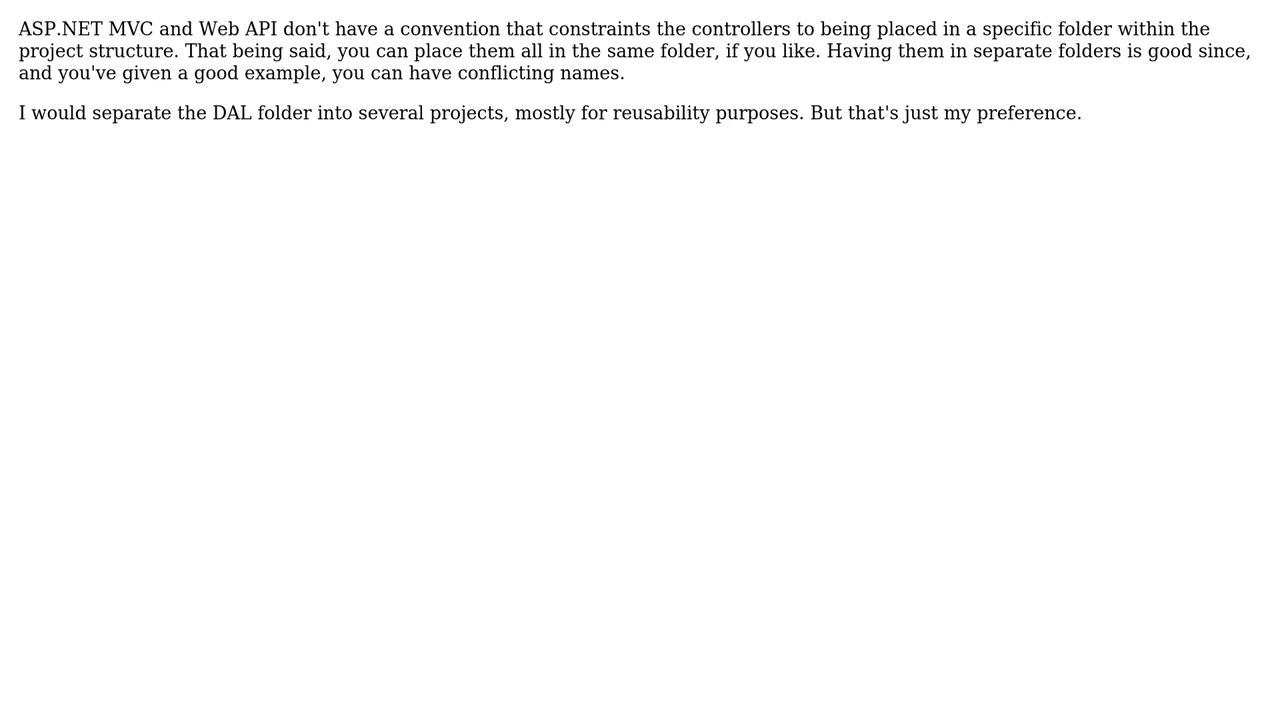 ASP.NET MVC and Web API don't have a convention that constraints the controllers to being placed in a specific folder within the
project structure. That being said, you can place them all in the same folder, if you like. Having them in separate folders is good since,
and you've given a good example, you can have conflicting names.
I would separate the DAL folder into several projects, mostly for reusability purposes. But that's just my preference.